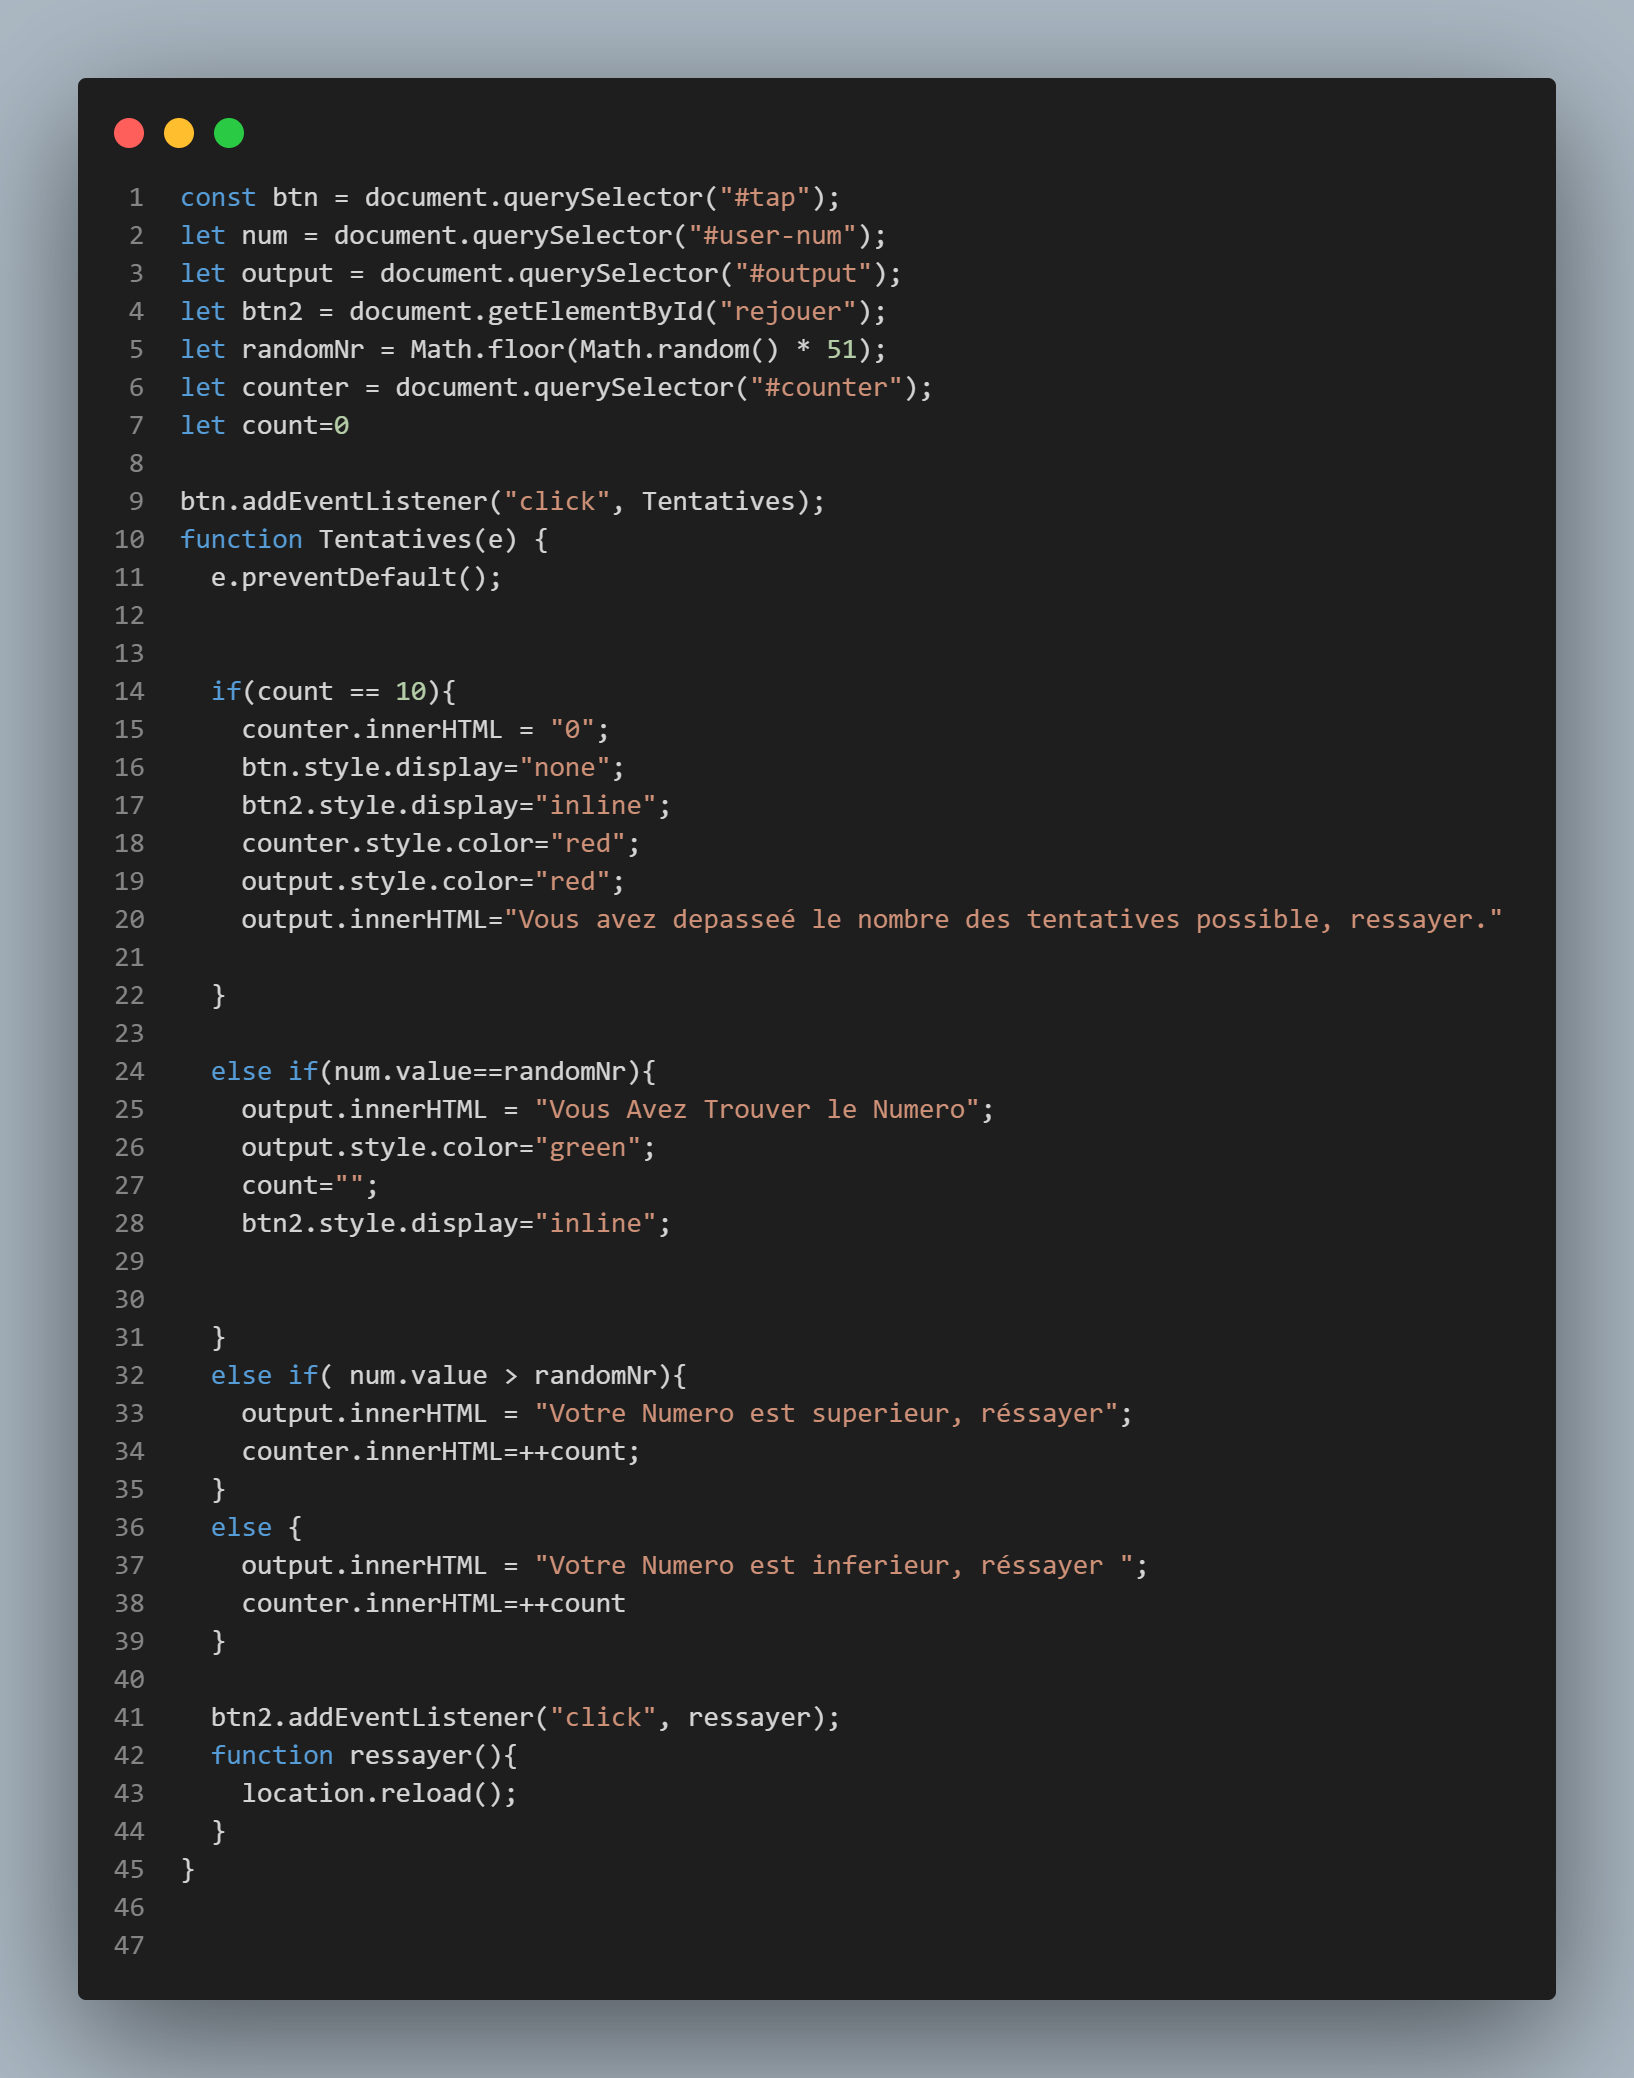 1 const btn = document.querySelector("#tap");
2 let num = document.querySelector("#user-num");
3 let output = document.querySelector("#output");
4 let btn2 = document.getElementById("rejouer");
5 let randomNr = Math.floor(Math.random() * 51);
6 let counter = document.querySelector("#counter");
7 let count=0
8
9 btn.addEventListener("click", Tentatives);
10 function Tentatives(e) {
11   e.preventDefault();
12
13
14   if(count == 10){
15     counter.innerHTML = "0";
16     btn.style.display="none";
17     btn2.style.display="inline";
18     counter.style.color="red";
19     output.style.color="red";
20     output.innerHTML="Vous avez depasseé le nombre des tentatives possible, ressayer."
21
22   }
23
24   else if(num.value==randomNr){
25     output.innerHTML = "Vous Avez Trouver le Numero";
26     output.style.color="green";
27     count="";
28     btn2.style.display="inline";
29
30
31   }
32   else if( num.value > randomNr){
33     output.innerHTML = "Votre Numero est superieur, réssayer";
34     counter.innerHTML=++count;
35   }
36   else {
37     output.innerHTML = "Votre Numero est inferieur, réssayer ";
38     counter.innerHTML=++count
39   }
40
41   btn2.addEventListener("click", ressayer);
42   function ressayer(){
43     location.reload();
44   }
45 }
46
47